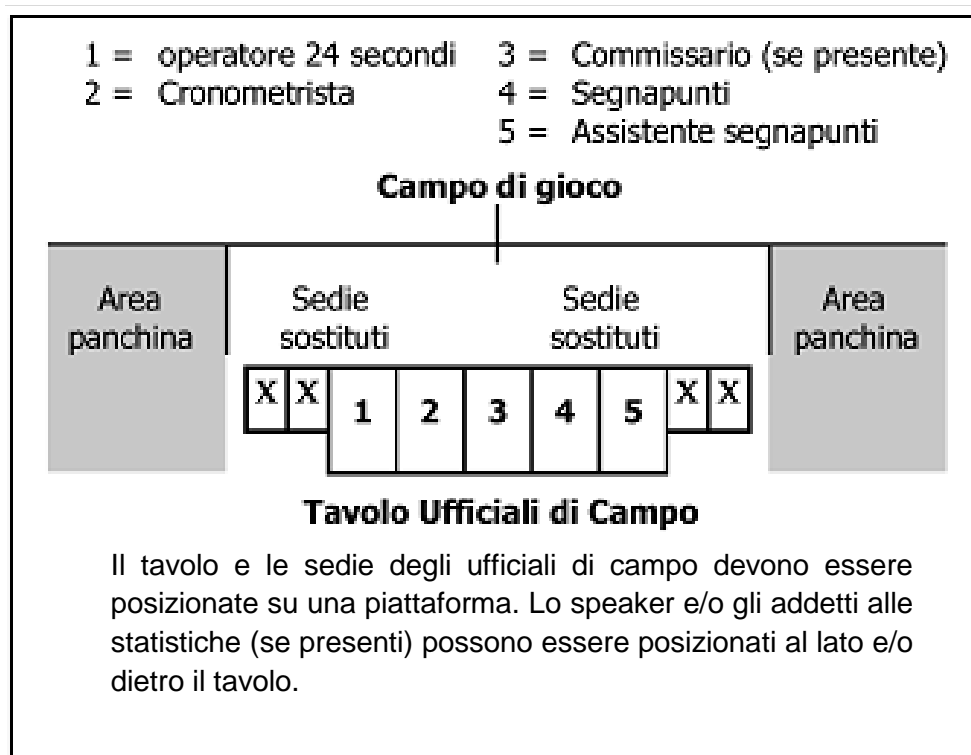 1 = operatore 24 secondi
2 = Cronometrista
3 = Commissario (se presente)
4 = Segnapunti
5 = Assistente segnapunti
Campo di gioco
Area
panchina
Sedie
sostituti
Sedie
sostituti
Area
panchina
X X 1 2 3 4 5 X X
Tavolo Ufficiali di Campo
Il tavolo e le sedie degli ufficiali di campo devono essere
posizionate su una piattaforma. Lo speaker e/o gli addetti alle
statistiche (se presenti) possono essere posizionati al lato e/o
dietro il tavolo.